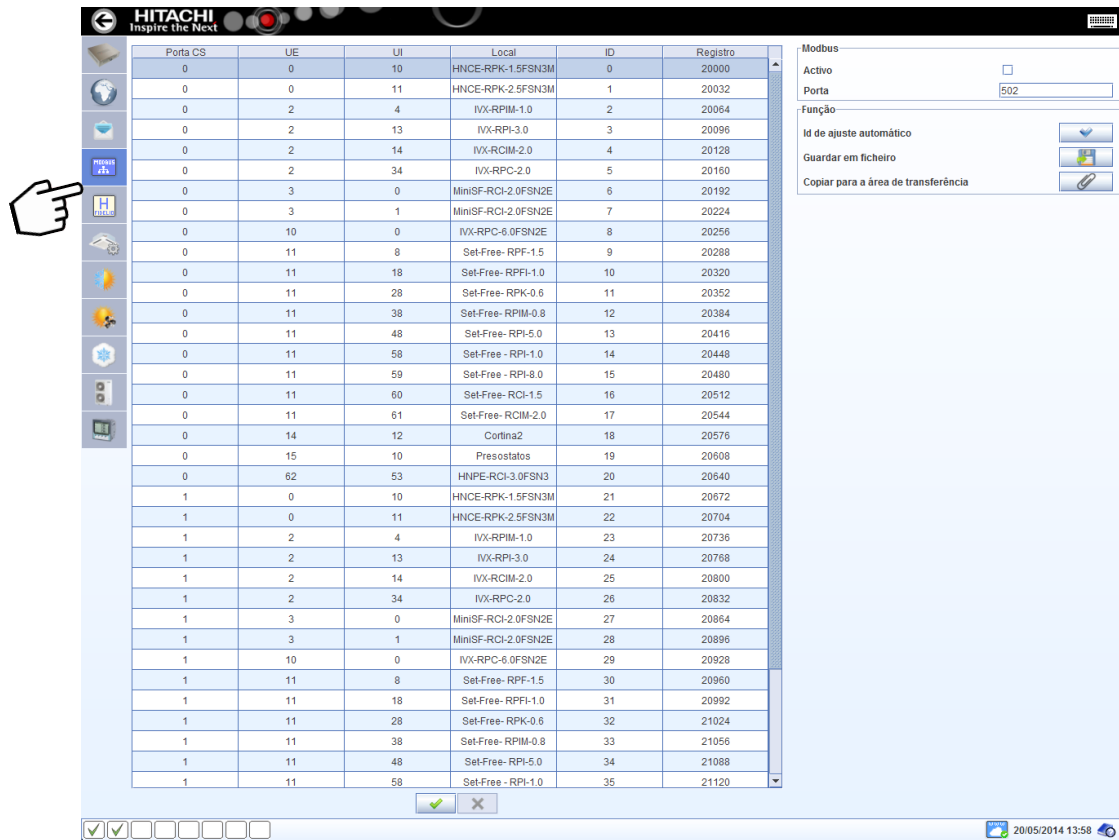 HITACHI
Inspire the Next
Porta CS UE UI Local ID Registro
0 0 10 HNCE-RPK-1.5FSN3M 0 20000
0 0 11 HNCE-RPK-2.5FSN3M 1 20032
0 2 4 IVX-RPIM-1.0 2 20064
0 2 13 IVX-RPI-3.0 3 20096
0 2 14 IVX-RCIM-2.0 4 20128
0 2 34 IVX-RPC-2.0 5 20160
0 3 0 MiniSF-RCI-2.0FSN2E 6 20192
0 3 1 MiniSF-RCI-2.0FSN2E 7 20224
0 10 0 IVX-RPC-6.0FSN2E 8 20256
0 11 8 Set-Free- RPF-1.5 9 20288
0 11 18 Set-Free- RPFI-1.0 10 20320
0 11 28 Set-Free- RPK-0.6 11 20352
0 11 38 Set-Free- RPIM-0.8 12 20384
0 11 48 Set-Free- RPI-5.0 13 20416
0 11 58 Set-Free - RPI-1.0 14 20448
0 11 59 Set-Free - RPI-8.0 15 20480
0 11 60 Set-Free- RCI-1.5 16 20512
0 11 61 Set-Free- RCIM-2.0 17 20544
0 14 12 Cortina2 18 20576
0 15 10 Presostatos 19 20608
0 62 53 HNPE-RCI-3.0FSN3 20 20640
1 0 10 HNCE-RPK-1.5FSN3M 21 20672
1 0 11 HNCE-RPK-2.5FSN3M 22 20704
1 2 4 IVX-RPIM-1.0 23 20736
1 2 13 IVX-RPI-3.0 24 20768
1 2 14 IVX-RCIM-2.0 25 20800
1 2 34 IVX-RPC-2.0 26 20832
1 3 0 MiniSF-RCI-2.0FSN2E 27 20864
1 3 1 MiniSF-RCI-2.0FSN2E 28 20896
1 10 0 IVX-RPC-6.0FSN2E 29 20928
1 11 8 Set-Free- RPF-1.5 30 20960
1 11 18 Set-Free- RPFI-1.0 31 20992
1 11 28 Set-Free- RPK-0.6 32 21024
1 11 38 Set-Free- RPIM-0.8 33 21056
1 11 48 Set-Free- RPI-5.0 34 21088
1 11 58 Set-Free - RPI-1.0 35 21120
Modbus
Activo
Porta 502
Função
Id de ajuste automático
Guardar em ficheiro
Copiar para a área de transferência
MODBUS
H
WWW
20/05/2014 13:58